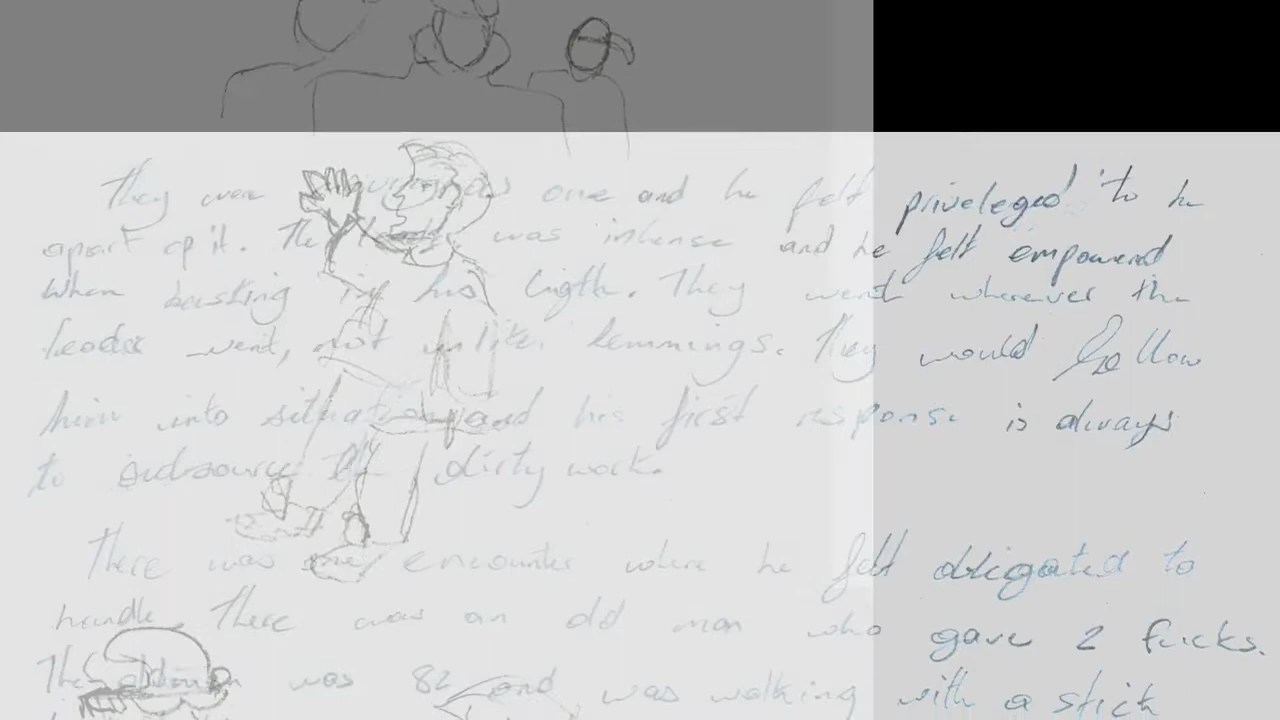 They were one and he felt priveleged to be
apart of it. The was intense and he felt empowered
when basking in his ligth. They went wherever the
leader went, not unlike lemmings. They would follow
him into situations and his first response is always
to outsource the dirty work.
There was one encounter where he felt obligated to
handle. There was an old man who gave 2 fucks.
The oldman was 82 and was walking with a stick